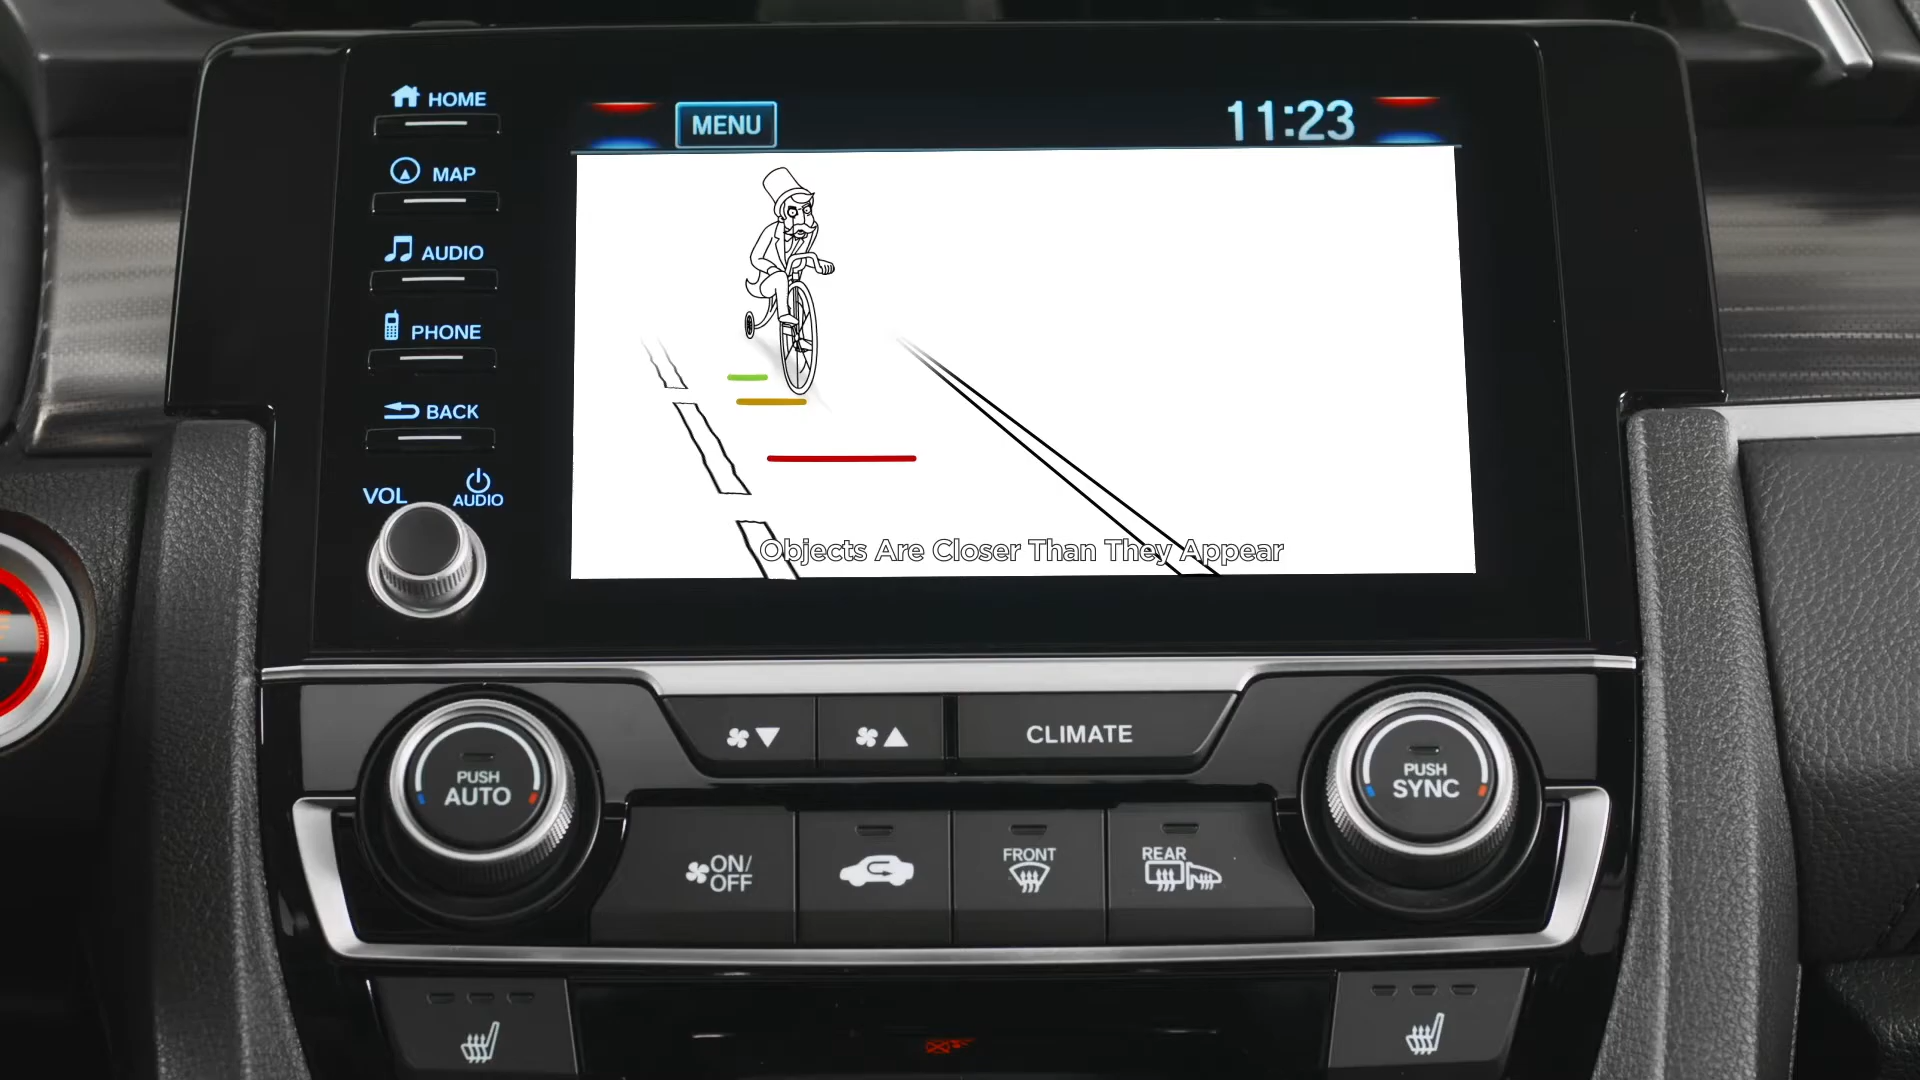 HOME
MENU
11:23
MAP
AUDIO
PHONE
BACK
VOL
AUDIO
Objects Are Closer Than They Appear
CLIMATE
PUSH
AUTO
PUSH
SYNC
ON/
OFF
FRONT
REAR